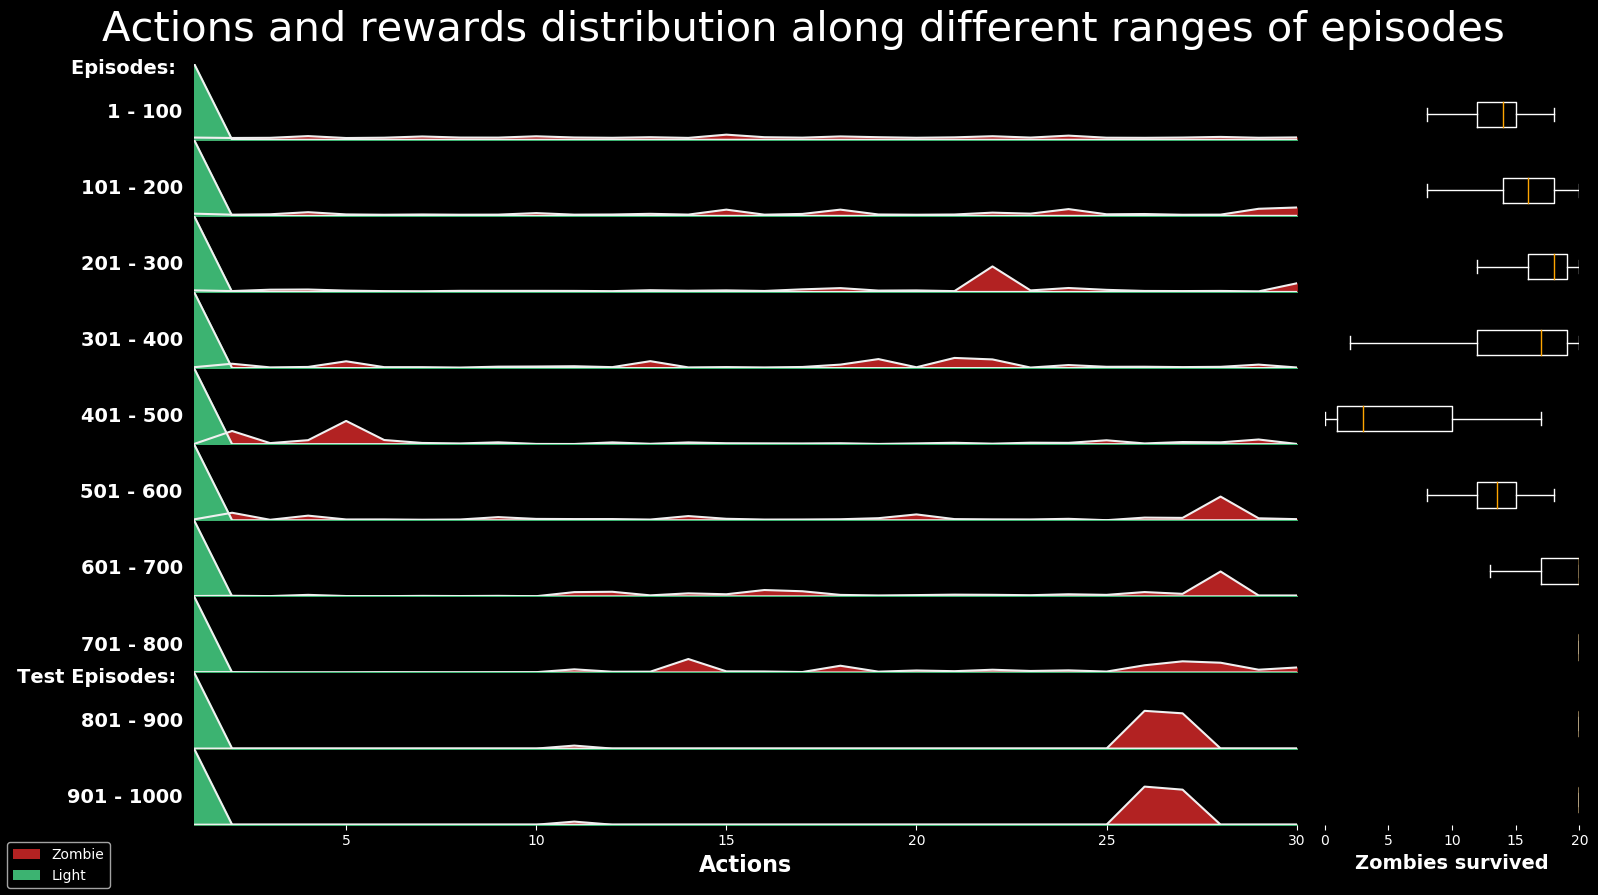 Actions and rewards distribution along different ranges of episodes
Episodes:
1 - 100
101 - 200
201 - 300
301 - 400
401 - 500
501 - 600
601 - 700
701 - 800
Test Episodes:
801 - 900
901 - 1000
5 10 15 20 25 30
Actions
0 5 10 15 20
Zombies survived
Zombie
Light